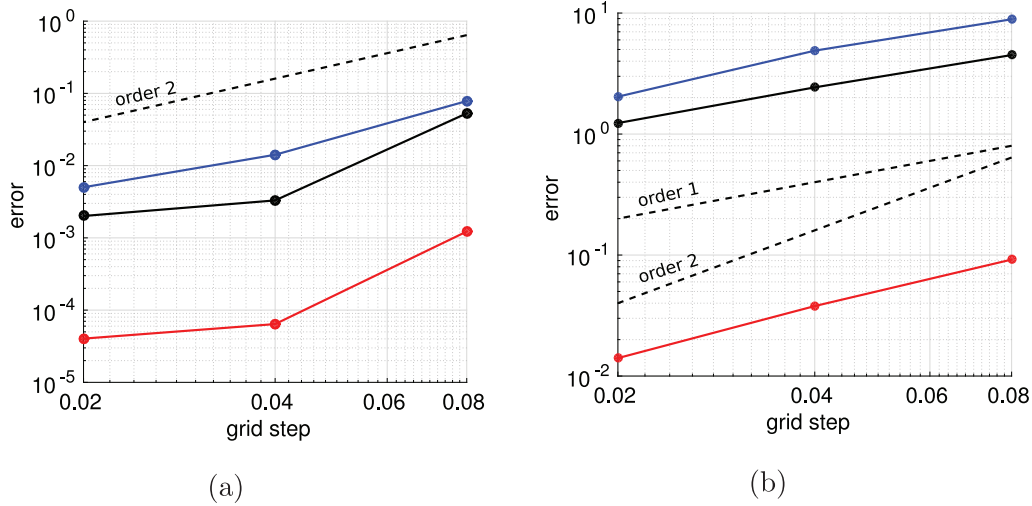 10^0
10^-1
10^-2
10^-3
10^-4
10^-5
error
order 2
0.02 0.04 0.06 0.08
grid step
(a)
10^1
10^0
10^-1
10^-2
error
order 1
order 2
0.02 0.04 0.06 0.08
grid step
(b)